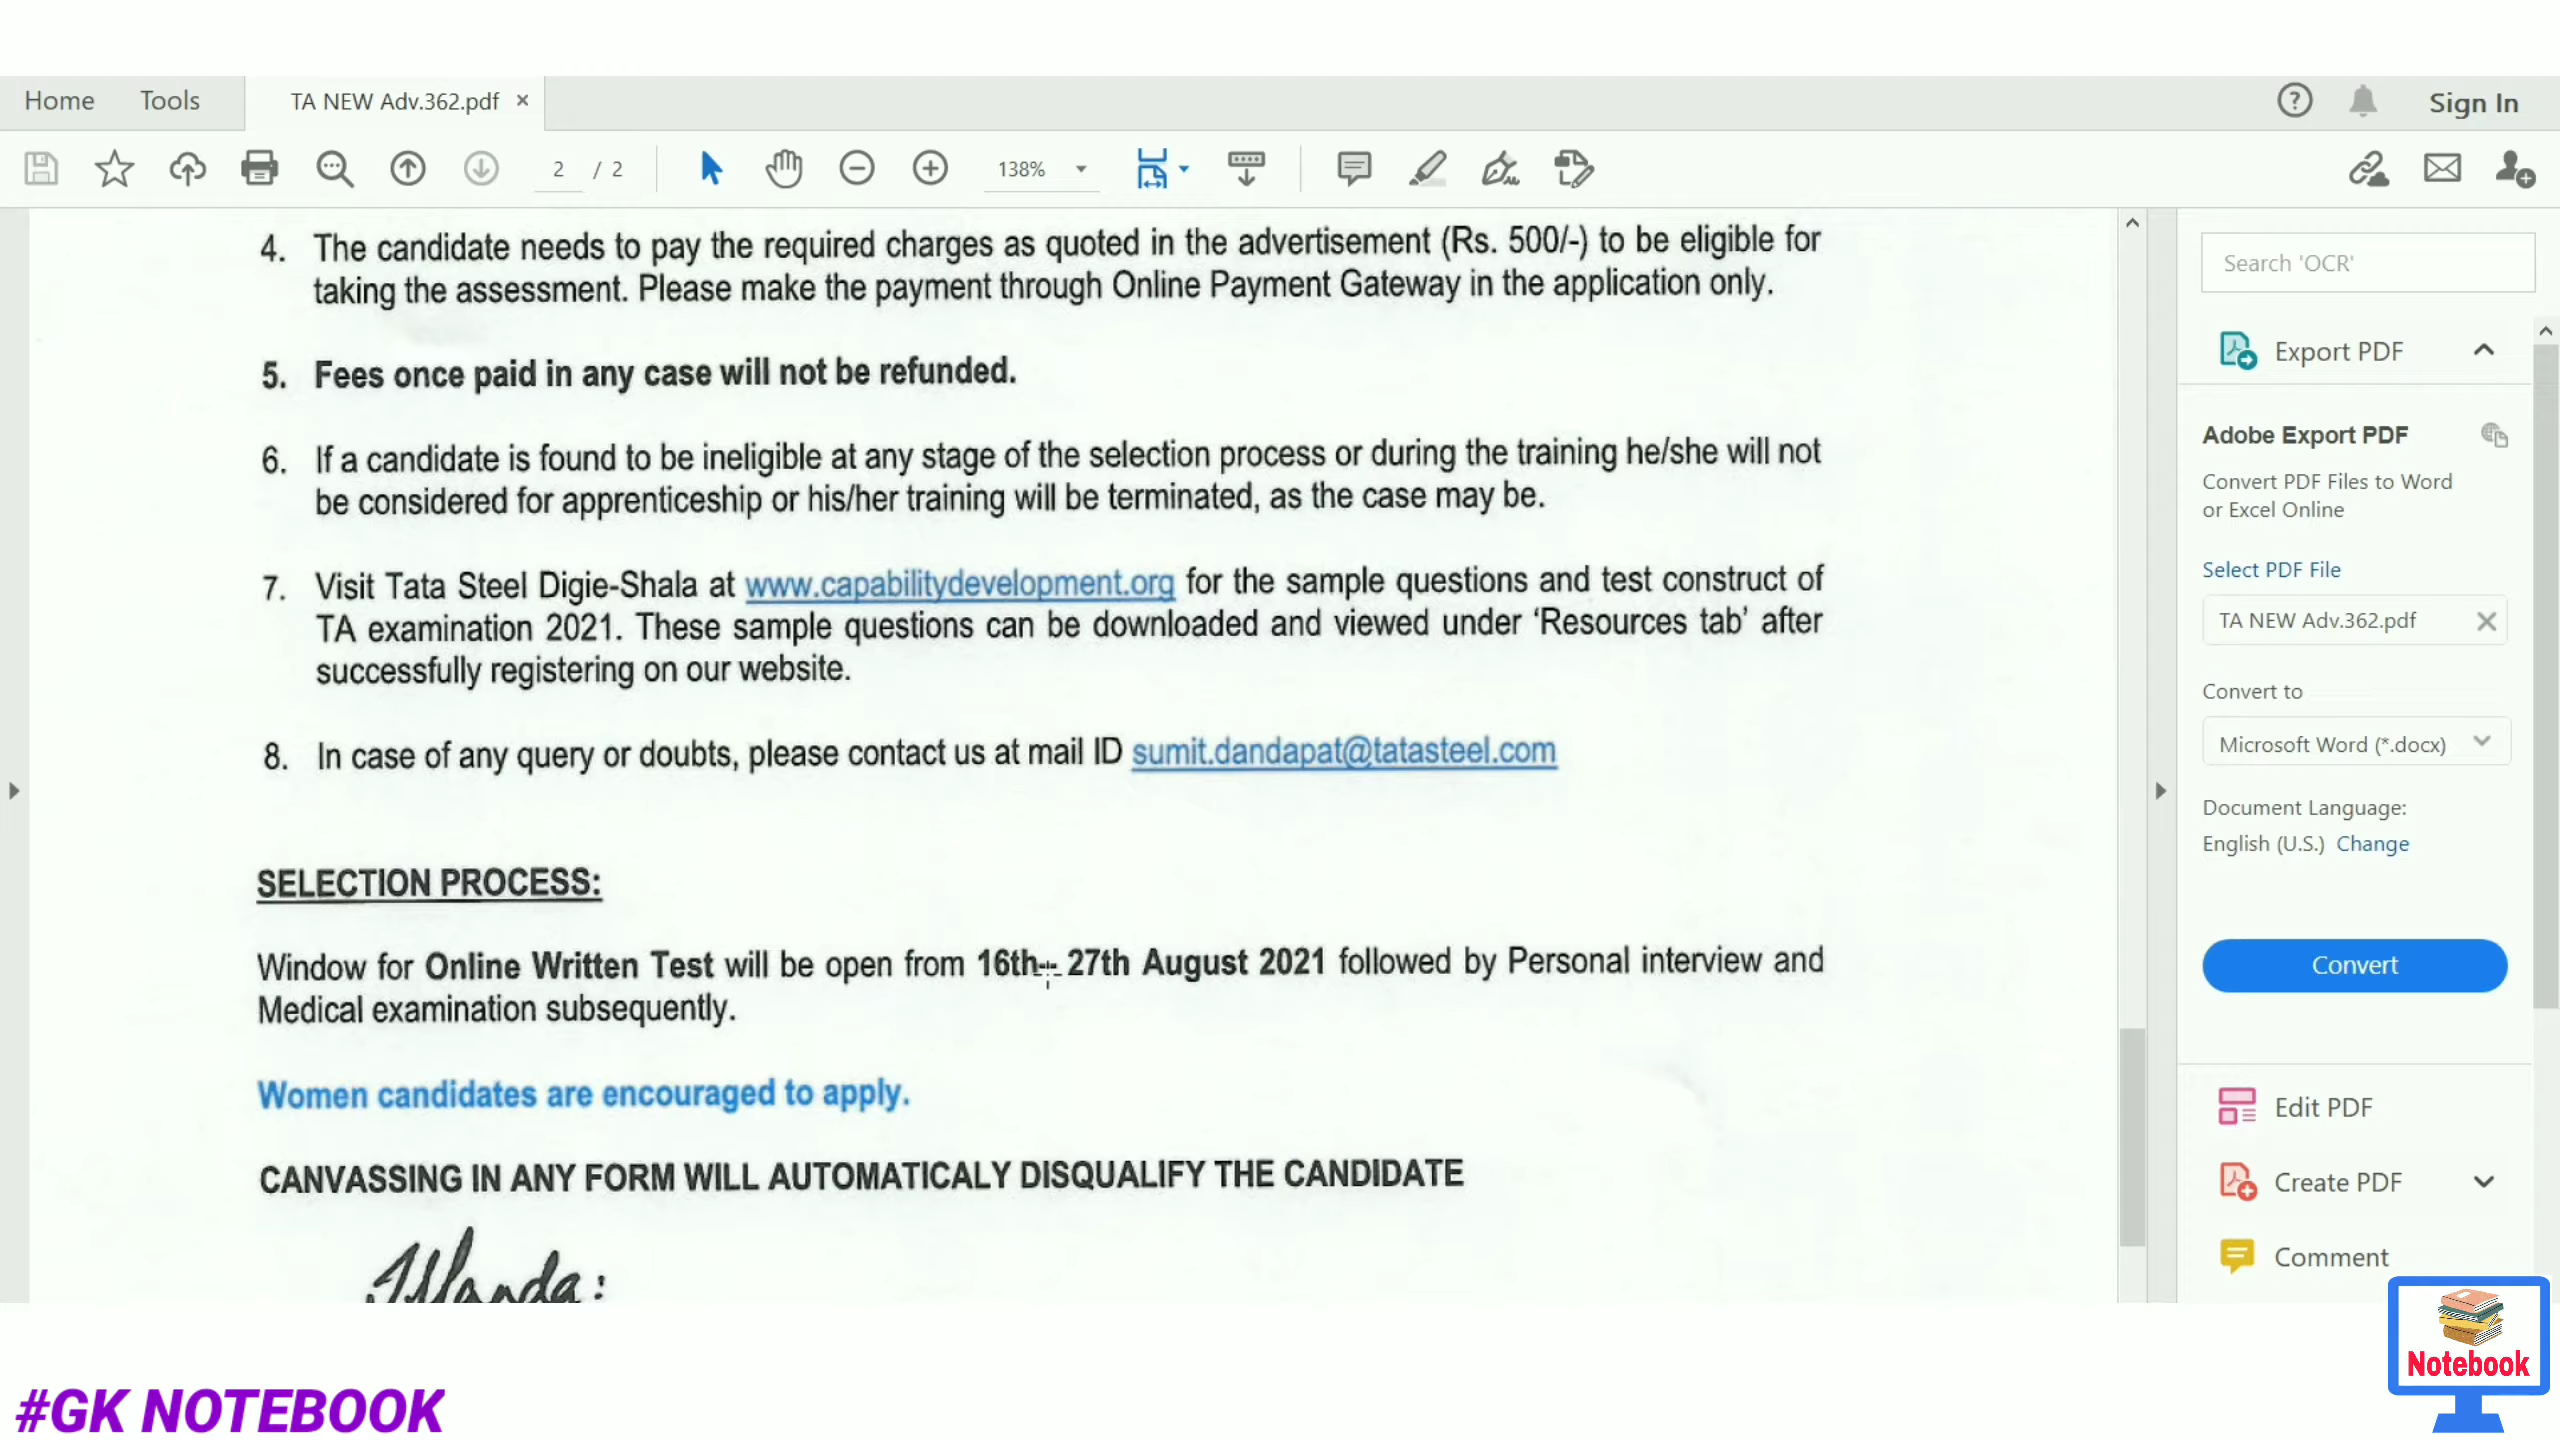 Home Tools TA NEW Adv.362.pdf × Sign In
2 / 2 138%
4. The candidate needs to pay the required charges as quoted in the advertisement (Rs. 500/-) to be eligible for
taking the assessment. Please make the payment through Online Payment Gateway in the application only.
5. Fees once paid in any case will not be refunded.
6. If a candidate is found to be ineligible at any stage of the selection process or during the training he/she will not
be considered for apprenticeship or his/her training will be terminated, as the case may be.
7. Visit Tata Steel Digie-Shala at www.capabilitydevelopment.org for the sample questions and test construct of
TA examination 2021. These sample questions can be downloaded and viewed under ‘Resources tab’ after
successfully registering on our website.
8. In case of any query or doubts, please contact us at mail ID sumit.dandapat@tatasteel.com
SELECTION PROCESS:
Window for Online Written Test will be open from 16th- 27th August 2021 followed by Personal interview and
Medical examination subsequently.
Women candidates are encouraged to apply.
CANVASSING IN ANY FORM WILL AUTOMATICALY DISQUALIFY THE CANDIDATE
Search 'OCR'
Export PDF
Adobe Export PDF
Convert PDF Files to Word
or Excel Online
Select PDF File
TA NEW Adv.362.pdf
Convert to
Microsoft Word (*.docx)
Document Language:
English (U.S.) Change
Convert
Edit PDF
Create PDF
Comment
Notebook
#GK NOTEBOOK